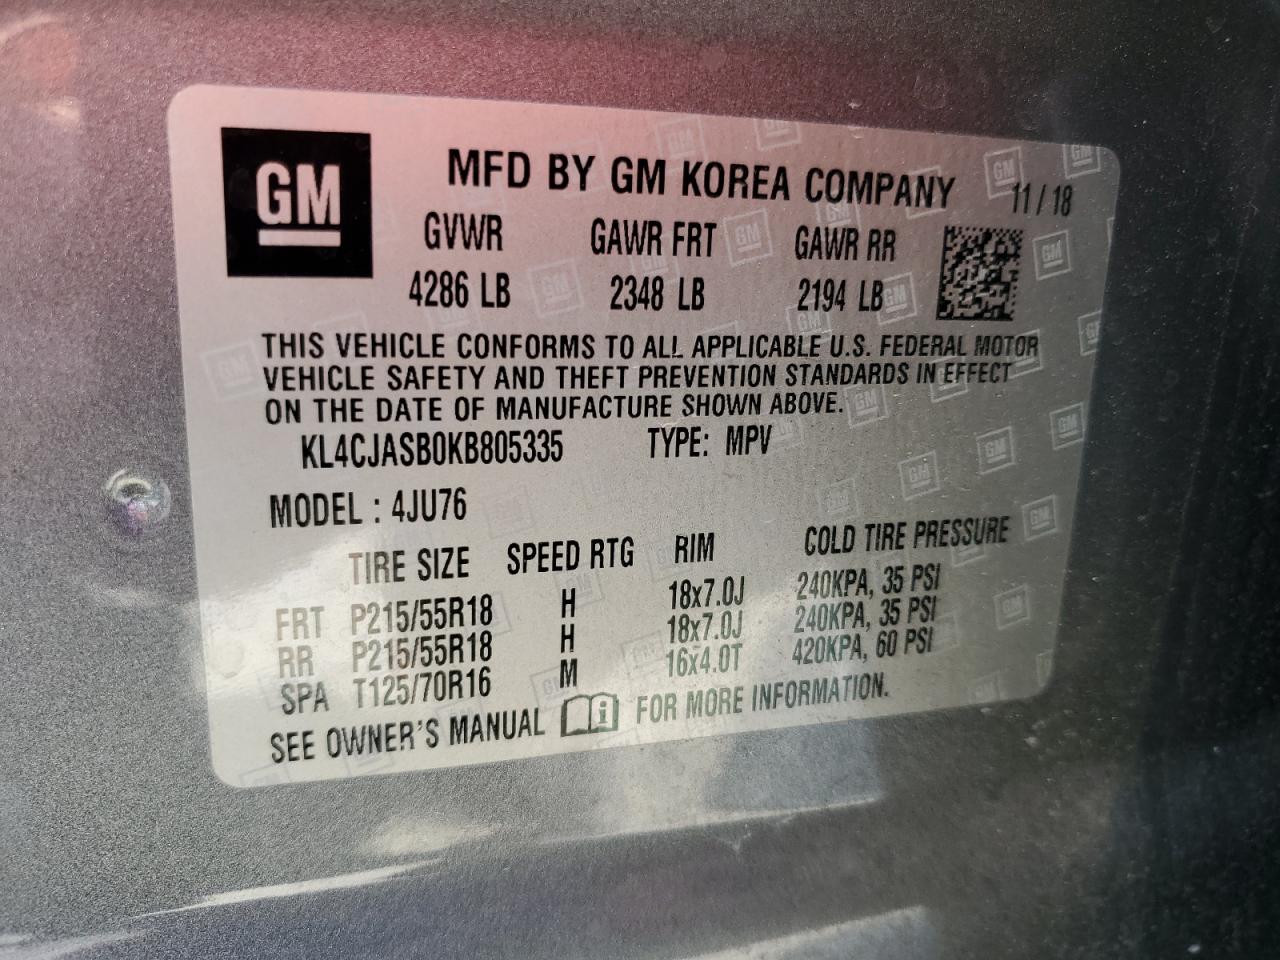 GM
MFD BY GM KOREA COMPANY 11/18
GVWR GAWR FRT GAWR RR
4286 LB 2348 LB 2194 LB
THIS VEHICLE CONFORMS TO ALL APPLICABLE U.S. FEDERAL MOTOR
VEHICLE SAFETY AND THEFT PREVENTION STANDARDS IN EFFECT
ON THE DATE OF MANUFACTURE SHOWN ABOVE.
KL4CJASB0KB805335 TYPE: MPV
MODEL : 4JU76
TIRE SIZE SPEED RTG RIM COLD TIRE PRESSURE
FRT P215/55R18 H 18x7.0J 240KPA, 35 PSI
RR P215/55R18 H 18x7.0J 240KPA, 35 PSI
SPA T125/70R16 M 16x4.0T 420KPA, 60 PSI
SEE OWNER'S MANUAL FOR MORE INFORMATION.